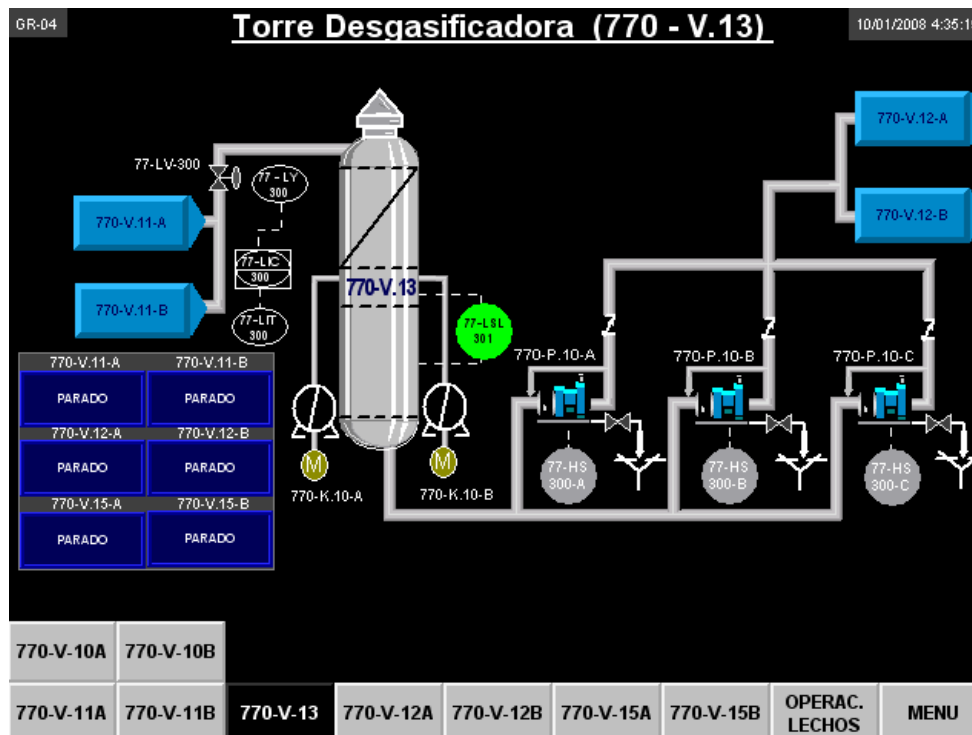 GR-04
Torre Desgasificadora (770 - V.13)
10/01/2008 4:35:1
770-V.12-A
77-LV-300
77-LY
300
770-V.11-A
770-V.12-B
77-LIC
300
770-V.13
770-V.11-B
77-LIT
300
77-LSL
301
770-V.11-A
770-V.11-B
770-P.10-A
770-P.10-B
770-P.10-C
PARADO
PARADO
770-V.12-A
770-V.12-B
PARADO
PARADO
M
M
77-HS
300-A
77-HS
300-B
77-HS
300-C
770-K.10-A
770-K.10-B
770-V.15-A
770-V.15-B
PARADO
PARADO
770-V-10A
770-V-10B
770-V-11A
770-V-11B
770-V-13
770-V-12A
770-V-12B
770-V-15A
770-V-15B
OPERAC.
LECHOS
MENU